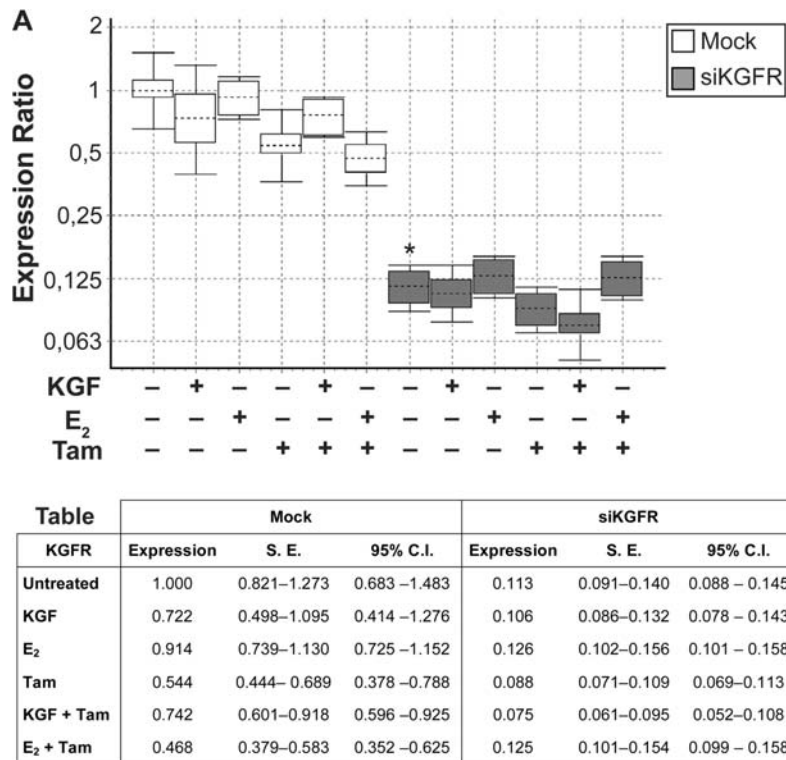 A
Mock
siKGFR
Expression Ratio
2
1
0,5
0,25
0,125
0,063
*
KGF – + – – + – – + – – + –
E2 – – + – – + – – + – – +
Tam – – – + + + – – – + + +
Table Mock siKGFR
KGFR Expression S. E. 95% C.I. Expression S. E. 95% C.I.
Untreated 1.000 0.821–1.273 0.683 –1.483 0.113 0.091–0.140 0.088 – 0.145
KGF 0.722 0.498–1.095 0.414 –1.276 0.106 0.086–0.132 0.078 – 0.143
E2 0.914 0.739–1.130 0.725 –1.152 0.126 0.102–0.156 0.101 – 0.158
Tam 0.544 0.444– 0.689 0.378 –0.788 0.088 0.071–0.109 0.069–0.113
KGF + Tam 0.742 0.601–0.918 0.596 –0.925 0.075 0.061–0.095 0.052–0.108
E2 + Tam 0.468 0.379–0.583 0.352 –0.625 0.125 0.101–0.154 0.099 – 0.158